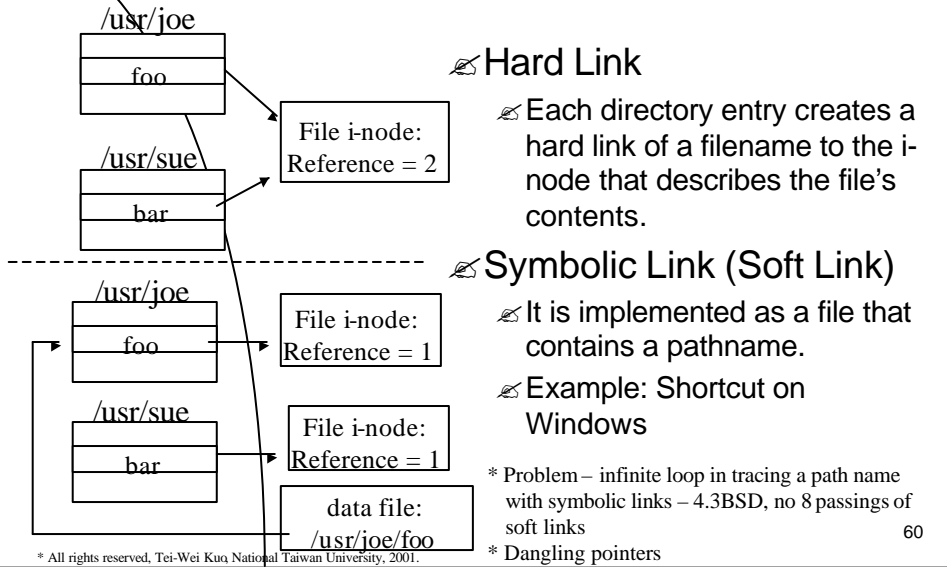 /usr/joe
foo
File i-node:
Reference = 2
/usr/sue
bar
Hard Link
Each directory entry creates a
hard link of a filename to the i-
node that describes the file's
contents.
Symbolic Link (Soft Link)
It is implemented as a file that
contains a pathname.
Example: Shortcut on
Windows
/usr/joe
foo
File i-node:
Reference = 1
/usr/sue
bar
File i-node:
Reference = 1
data file:
/usr/joe/foo
* Problem – infinite loop in tracing a path name
with symbolic links – 4.3BSD, no 8 passings of
soft links
* Dangling pointers
60
* All rights reserved, Tei-Wei Kuo, National Taiwan University, 2001.